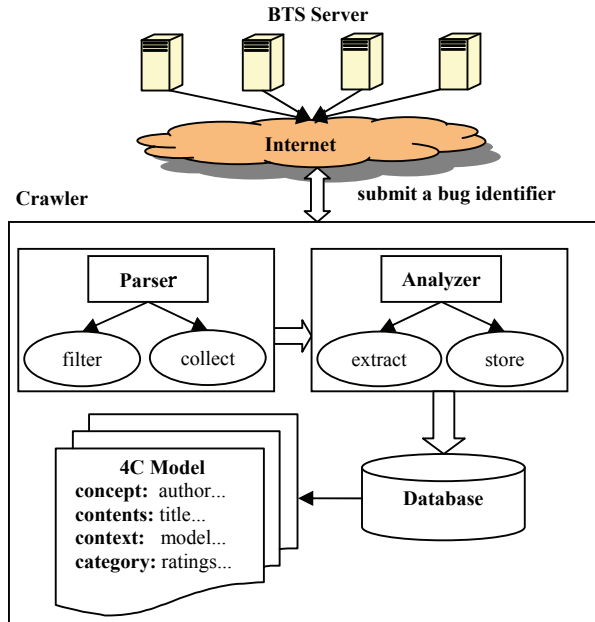 BTS Server
Internet
submit a bug identifier
Crawler
Parser
Analyzer
filter
collect
extract
store
4C Model
concept: author...
contents: title...
context: model...
category: ratings...
Database